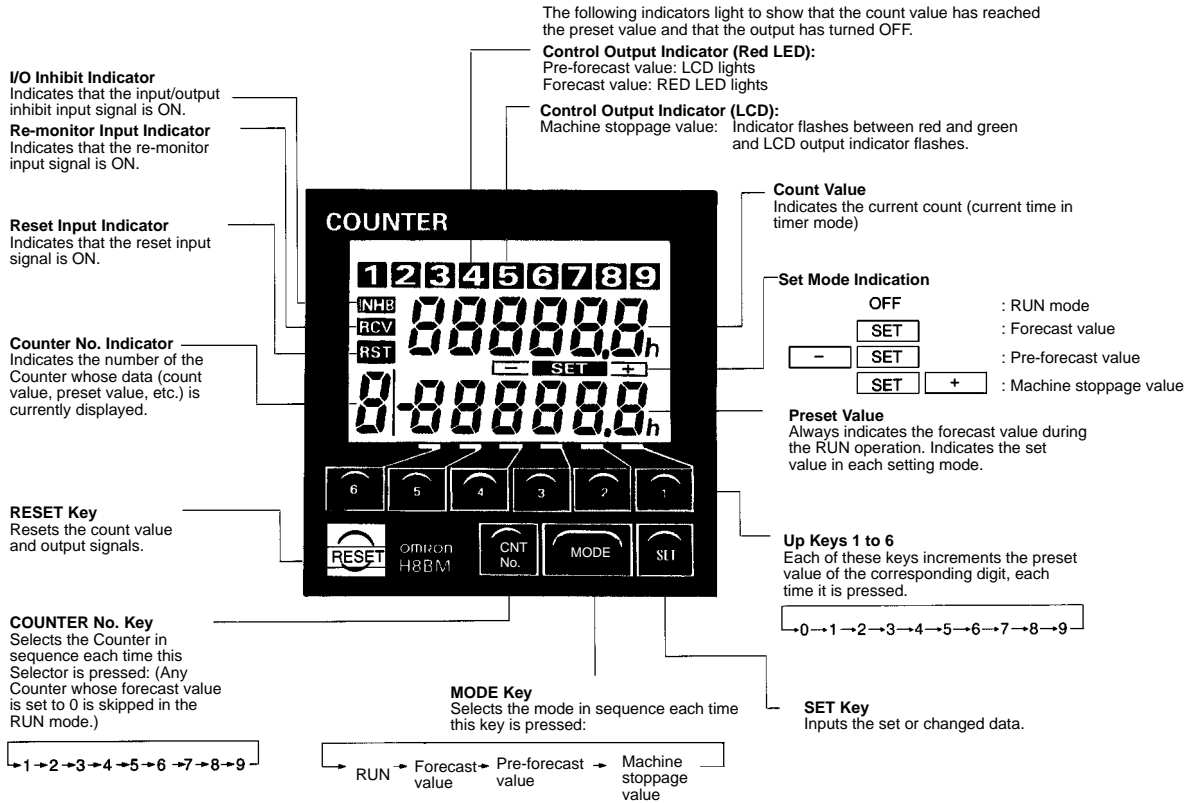 The following indicators light to show that the count value has reached
the preset value and that the output has turned OFF.
Control Output Indicator (Red LED):
Pre-forecast value: LCD lights
Forecast value: RED LED lights
Control Output Indicator (LCD):
Machine stoppage value: Indicator flashes between red and green
and LCD output indicator flashes.
I/O Inhibit Indicator
Indicates that the input/output
inhibit input signal is ON.
Re-monitor Input Indicator
Indicates that the re-monitor
input signal is ON.
Reset Input Indicator
Indicates that the reset input
signal is ON.
Counter No. Indicator
Indicates the number of the
Counter whose data (count
value, preset value, etc.) is
currently displayed.
RESET Key
Resets the count value
and output signals.
COUNTER No. Key
Selects the Counter in
sequence each time this
Selector is pressed: (Any
Counter whose forecast value
is set to 0 is skipped in the
RUN mode.)
1→2→3→4→5→6→7→8→9
COUNTER
1 2 3 4 5 6 7 8 9
INHB
RCV
RST
888888.8h
− SET +
8
-88888.8h
6 5 4 3 2 1
RESET
OMRON
H8BM
CNT
No.
MODE
SET
Count Value
Indicates the current count (current time in
timer mode)
Set Mode Indication
OFF : RUN mode
SET : Forecast value
− SET : Pre-forecast value
SET + : Machine stoppage value
Preset Value
Always indicates the forecast value during
the RUN operation. Indicates the set
value in each setting mode.
Up Keys 1 to 6
Each of these keys increments the preset
value of the corresponding digit, each
time it is pressed.
→0→1→2→3→4→5→6→7→8→9
MODE Key
Selects the mode in sequence each time
this key is pressed:
→ RUN → Forecast value → Pre-forecast value → Machine stoppage value
SET Key
Inputs the set or changed data.